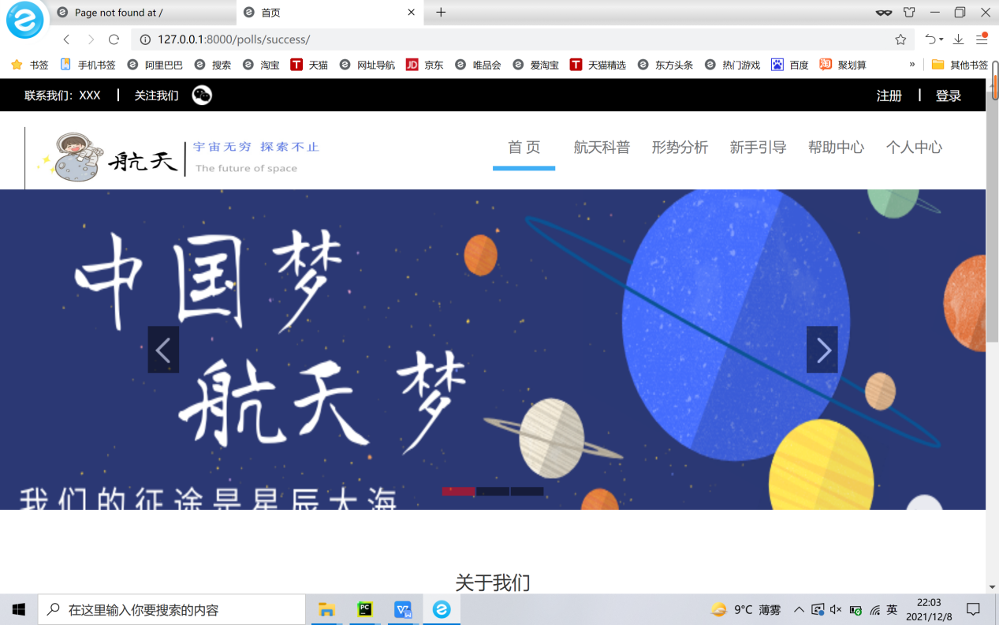 Page not found at /
首页
127.0.0.1:8000/polls/success/
书签 手机书签 阿里巴巴 搜索 淘宝 T 天猫 网址导航 JD 京东 唯品会 爱淘宝 T 天猫精选 东方头条 热门游戏 百度 淘 聚划算 » 其他书签
联系我们：XXX | 关注我们 注册 | 登录
航天
宇宙无穷 探索不止
The future of space
首 页 航天科普 形势分析 新手引导 帮助中心 个人中心
中国梦
航天梦
我们的征途是星辰大海
关于我们
在这里输入你要搜索的内容
PC
9°C 薄雾
英
22:03
2021/12/8